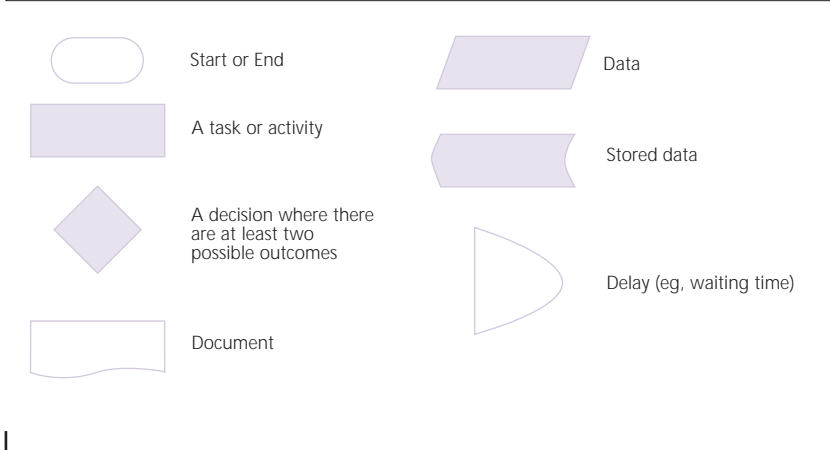 Start or End
A task or activity
A decision where there
are at least two
possible outcomes
Document
Data
Stored data
Delay (eg, waiting time)